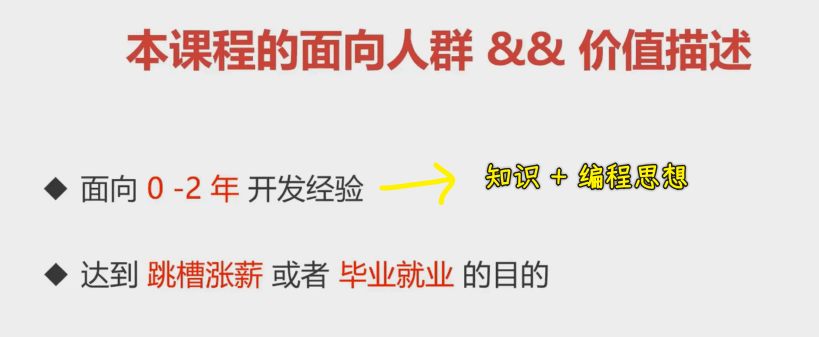 本课程的面向人群 && 价值描述
◆ 面向 0 -2 年 开发经验 知识 + 编程思想
◆ 达到 跳槽涨薪 或者 毕业就业 的目的